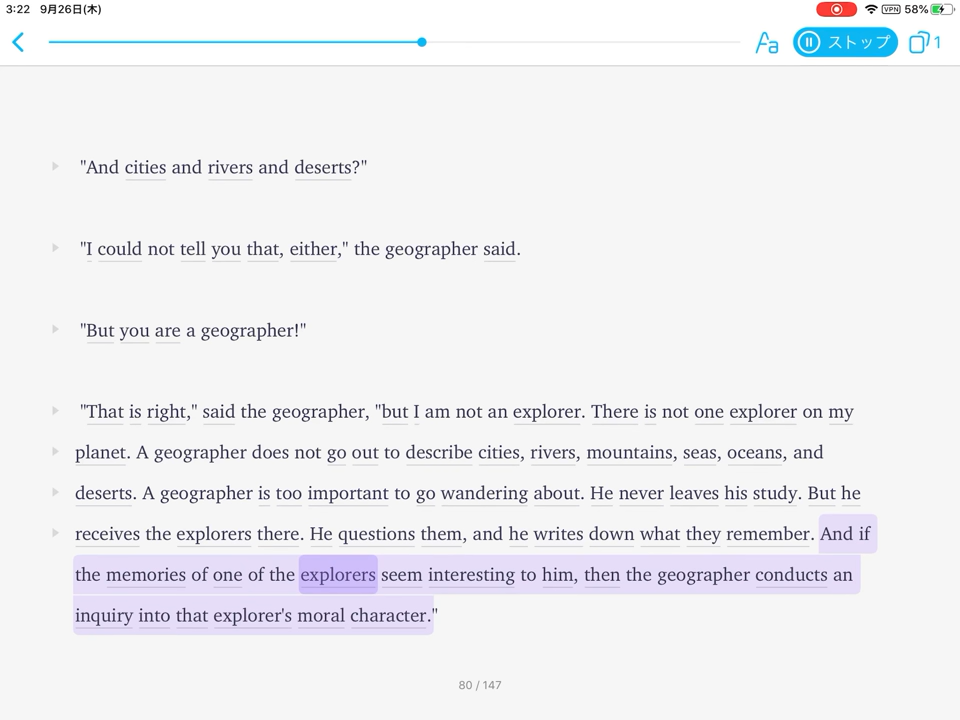 3:22 9月26日(木)
VPN 58%
Aa
ストップ
1
"And cities and rivers and deserts?"
"I could not tell you that, either," the geographer said.
"But you are a geographer!"
"That is right," said the geographer, "but I am not an explorer. There is not one explorer on my
planet. A geographer does not go out to describe cities, rivers, mountains, seas, oceans, and
deserts. A geographer is too important to go wandering about. He never leaves his study. But he
receives the explorers there. He questions them, and he writes down what they remember. And if
the memories of one of the explorers seem interesting to him, then the geographer conducts an
inquiry into that explorer's moral character."
80 / 147